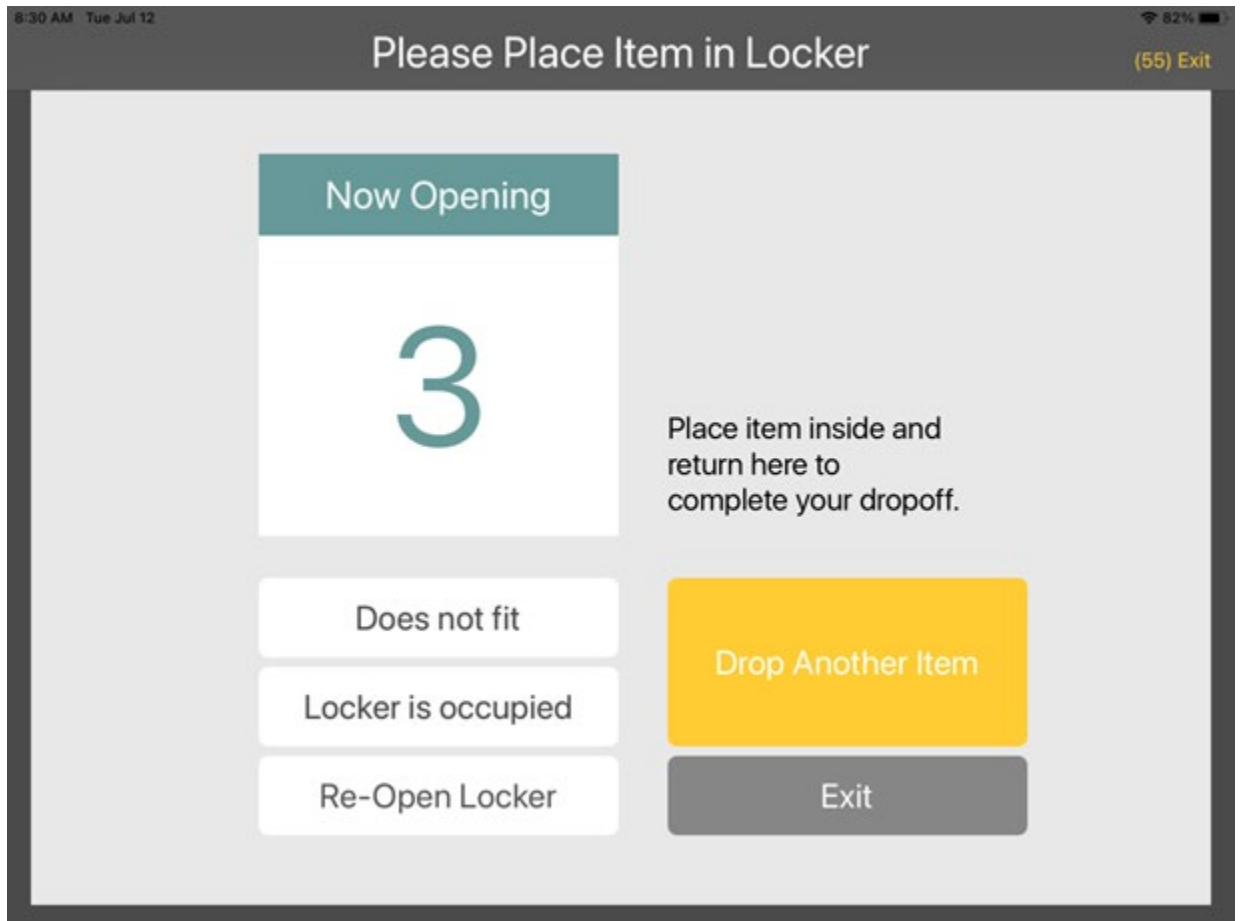 8:30 AM Tue Jul 12
82%
Please Place Item in Locker
(55) Exit
Now Opening
3
Place item inside and
return here to
complete your dropoff.
Does not fit
Locker is occupied
Re-Open Locker
Drop Another Item
Exit